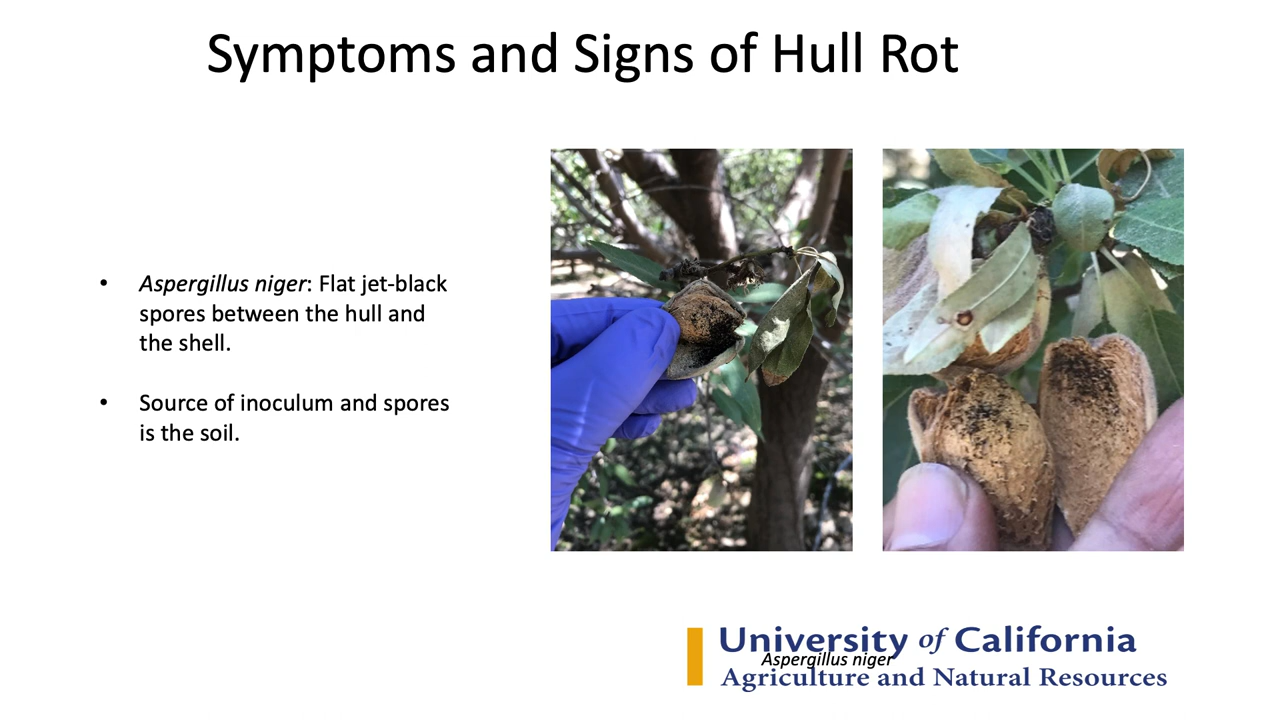 Symptoms and Signs of Hull Rot
• Aspergillus niger: Flat jet-black
spores between the hull and
the shell.
• Source of inoculum and spores
is the soil.
University of California
Aspergillus niger
Agriculture and Natural Resources